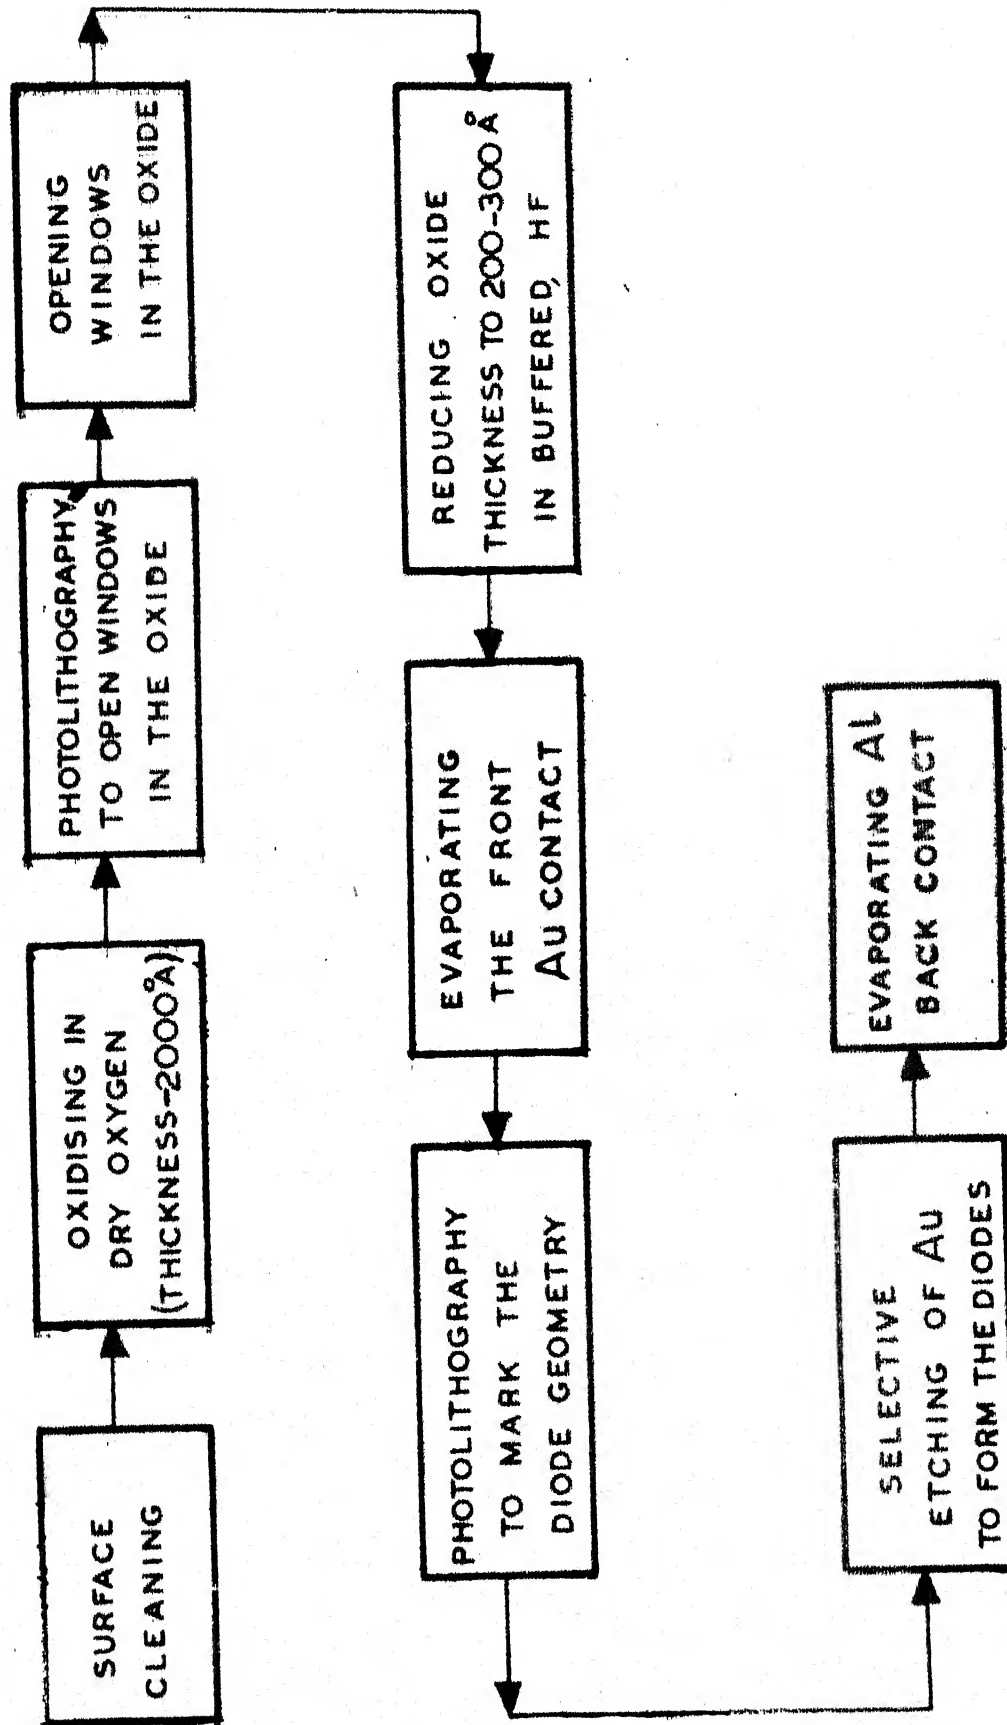 SURFACE
CLEANING
OXIDISING IN
DRY OXYGEN
(THICKNESS-2000Å)
PHOTOLITHOGRAPHY
TO OPEN WINDOWS
IN THE OXIDE
OPENING
WINDOWS
IN THE OXIDE
REDUCING OXIDE
THICKNESS TO 200-300Å
IN BUFFERED, HF
EVAPORATING
THE FRONT
Au CONTACT
PHOTOLITHOGRAPHY
TO MARK THE
DIODE GEOMETRY
SELECTIVE
ETCHING OF Au
TO FORM THE DIODES
EVAPORATING Al
BACK CONTACT